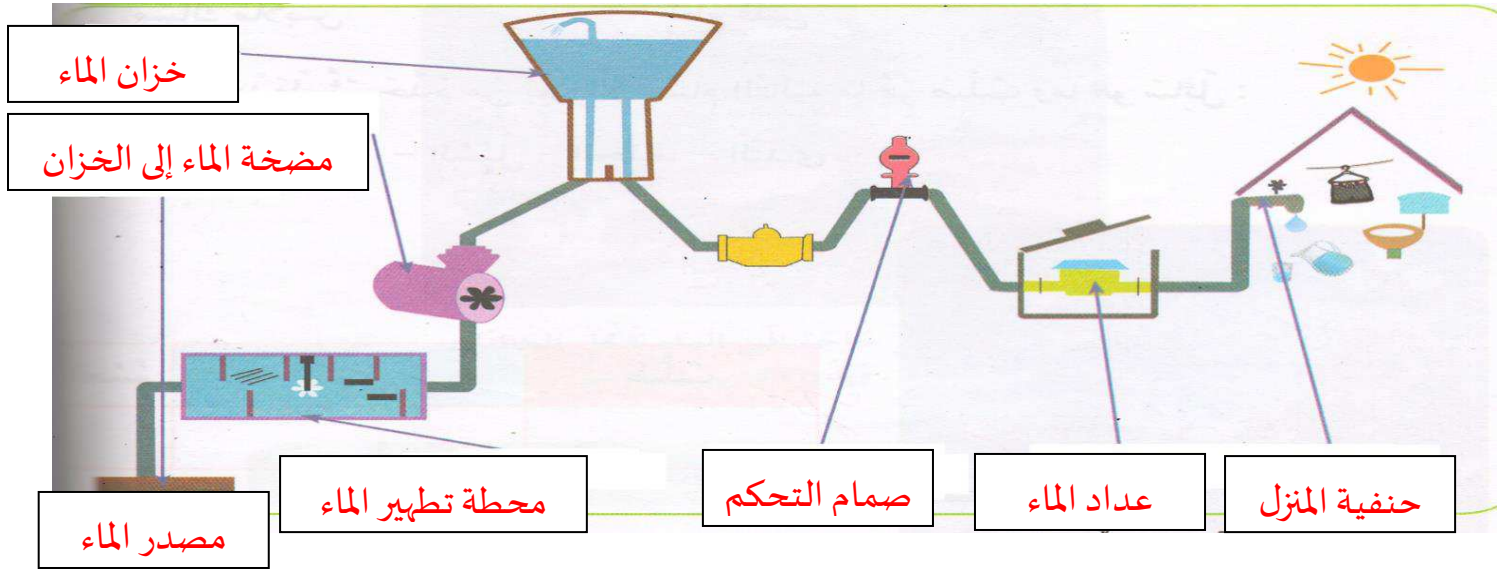 خزان الماء
مضخة الماء إلى الخزان
حنفية المنزل
عداد الماء
صمام التحكم
محطة تطهير الماء
مصدر الماء